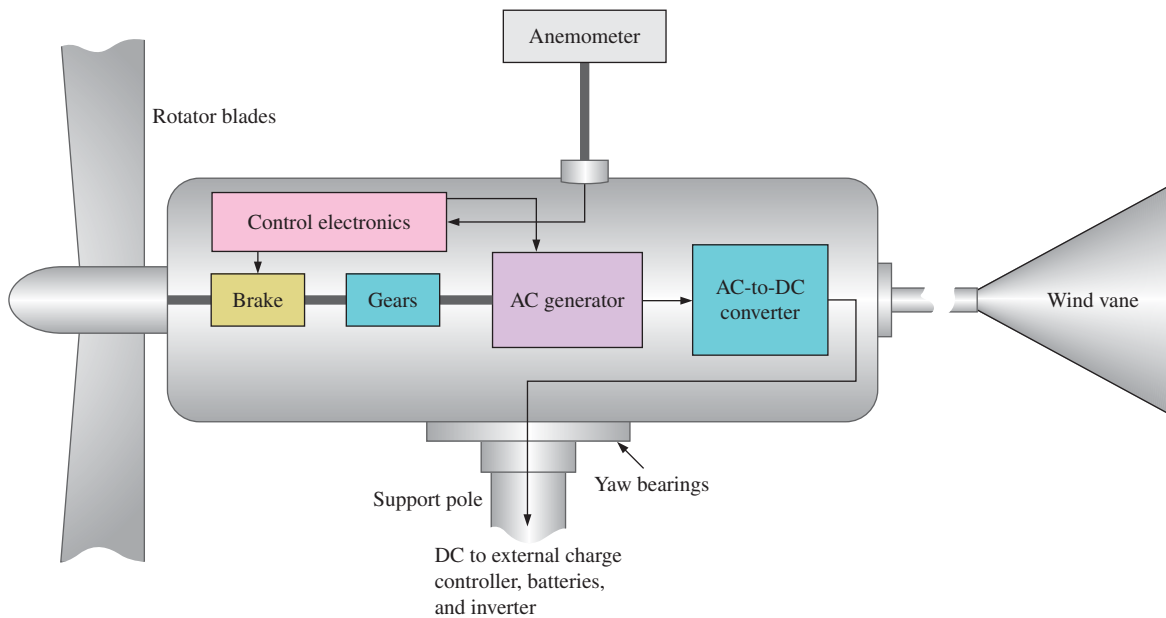 Anemometer
Rotator blades
Control electronics
Brake
Gears
AC generator
AC-to-DC
converter
Wind vane
Yaw bearings
Support pole
DC to external charge
controller, batteries,
and inverter